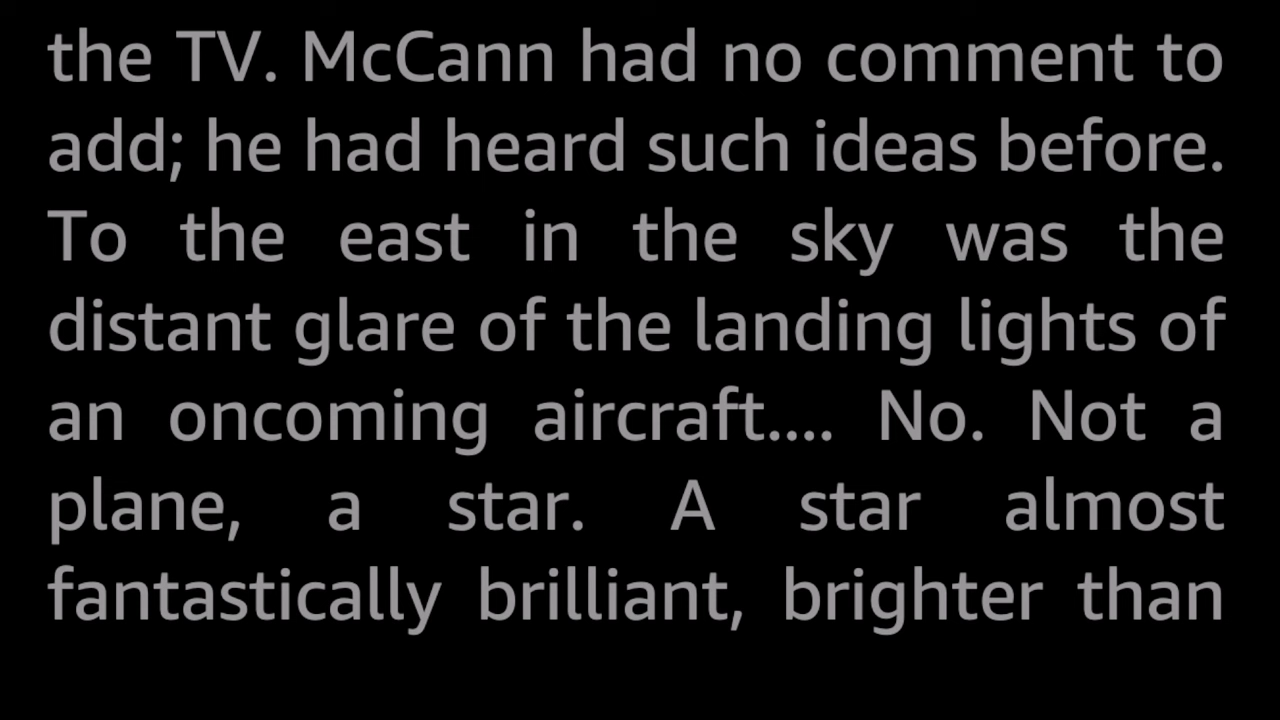 the TV. McCann had no comment to
add; he had heard such ideas before.
To the east in the sky was the
distant glare of the landing lights of
an oncoming aircraft.... No. Not a
plane, a star. A star almost
fantastically brilliant, brighter than